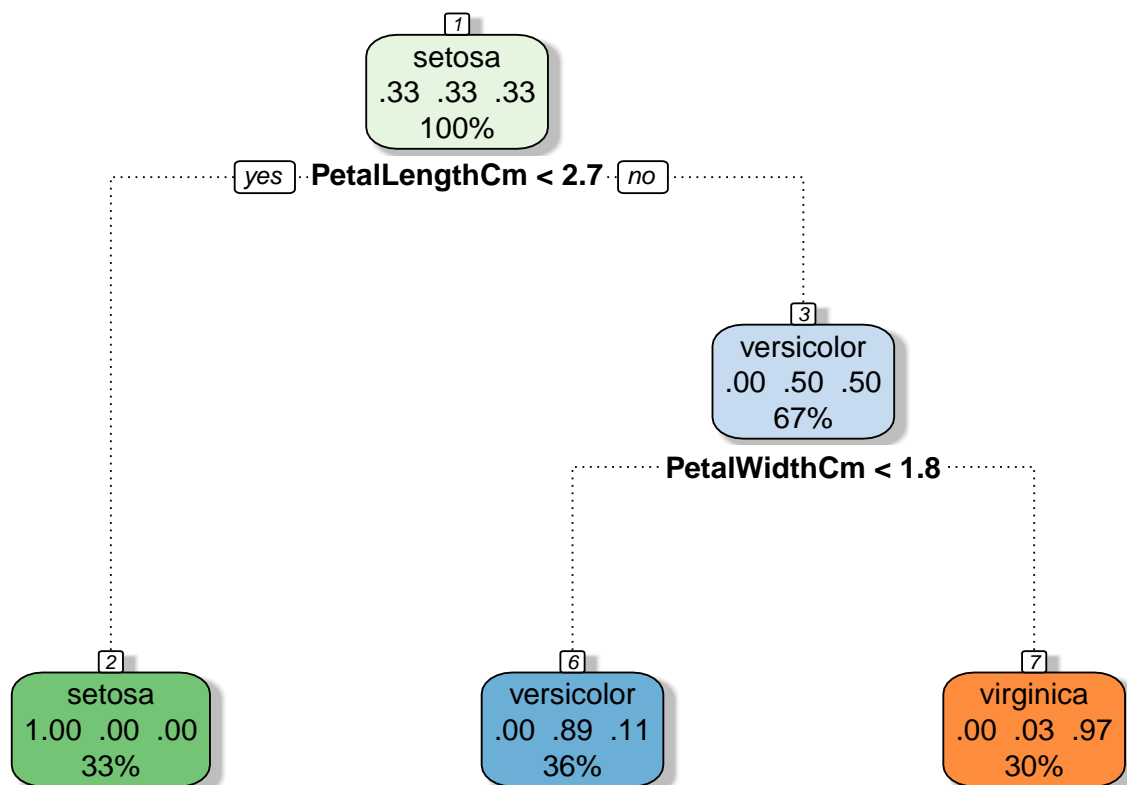 1
setosa
.33 .33 .33
100%
yes PetalLengthCm < 2.7 no
3
versicolor
.00 .50 .50
67%
PetalWidthCm < 1.8
2
setosa
1.00 .00 .00
33%
6
versicolor
.00 .89 .11
36%
7
virginica
.00 .03 .97
30%